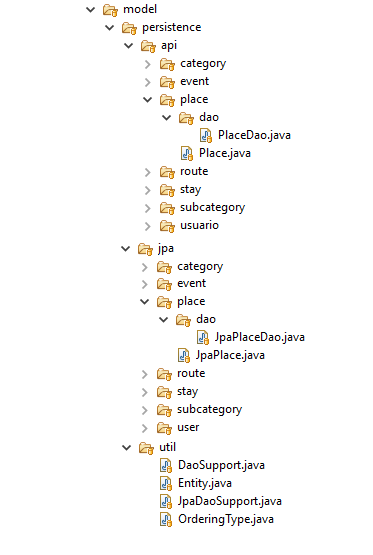 model
persistence
api
category
event
place
dao
PlaceDao.java
Place.java
route
stay
subcategory
usuario
jpa
category
event
place
dao
JpaPlaceDao.java
JpaPlace.java
route
stay
subcategory
user
util
DaoSupport.java
Entity.java
JpaDaoSupport.java
OrderingType.java